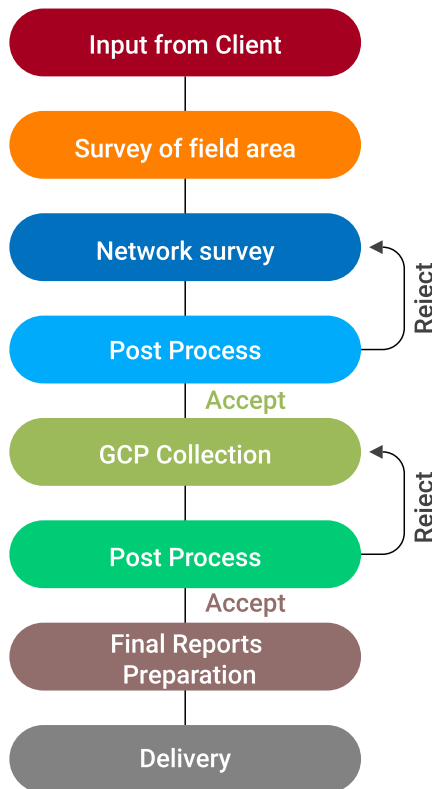 Input from Client
Survey of field area
Network survey
Reject
Post Process
Accept
GCP Collection
Reject
Post Process
Accept
Final Reports
Preparation
Delivery